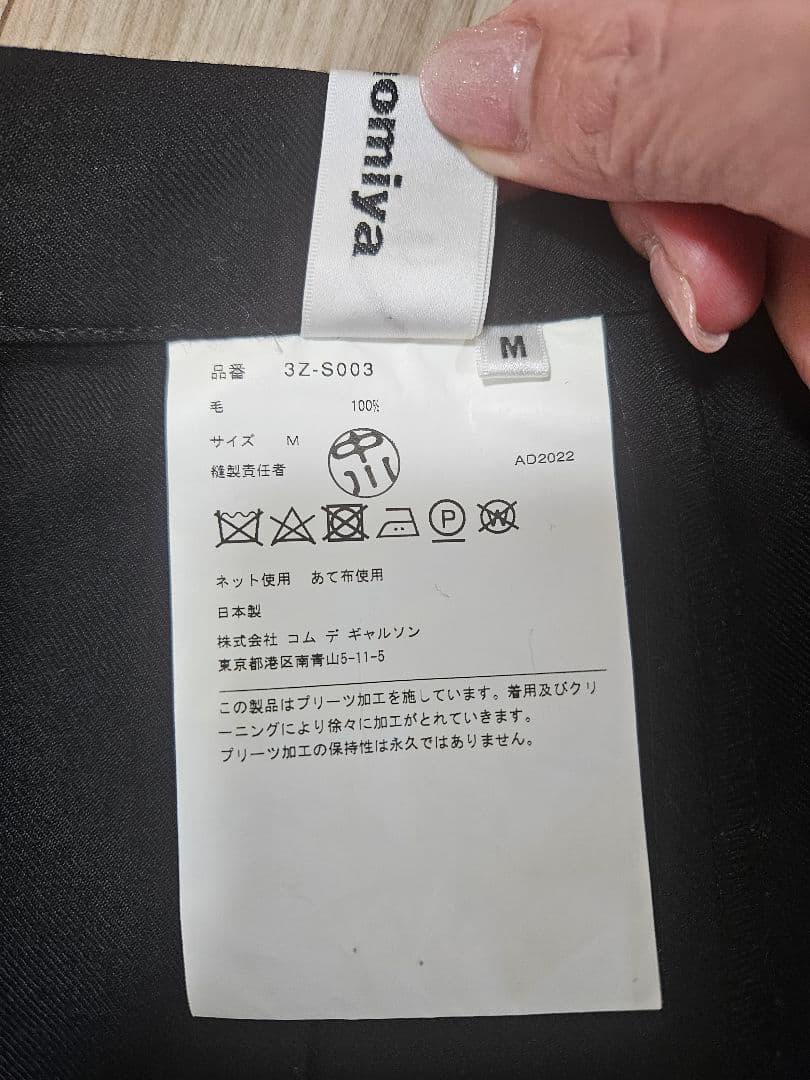 omiya
M
品番 3Z-S003
毛 100%
サイズ M
縫製責任者
AD2022
P
W
ネット使用 あて布使用
日本製
株式会社 コム デ ギャルソン
東京都港区南青山5-11-5
この製品はプリーツ加工を施しています。着用及びクリ
ーニングにより徐々に加工がとれていきます。
プリーツ加工の保持性は永久ではありません。